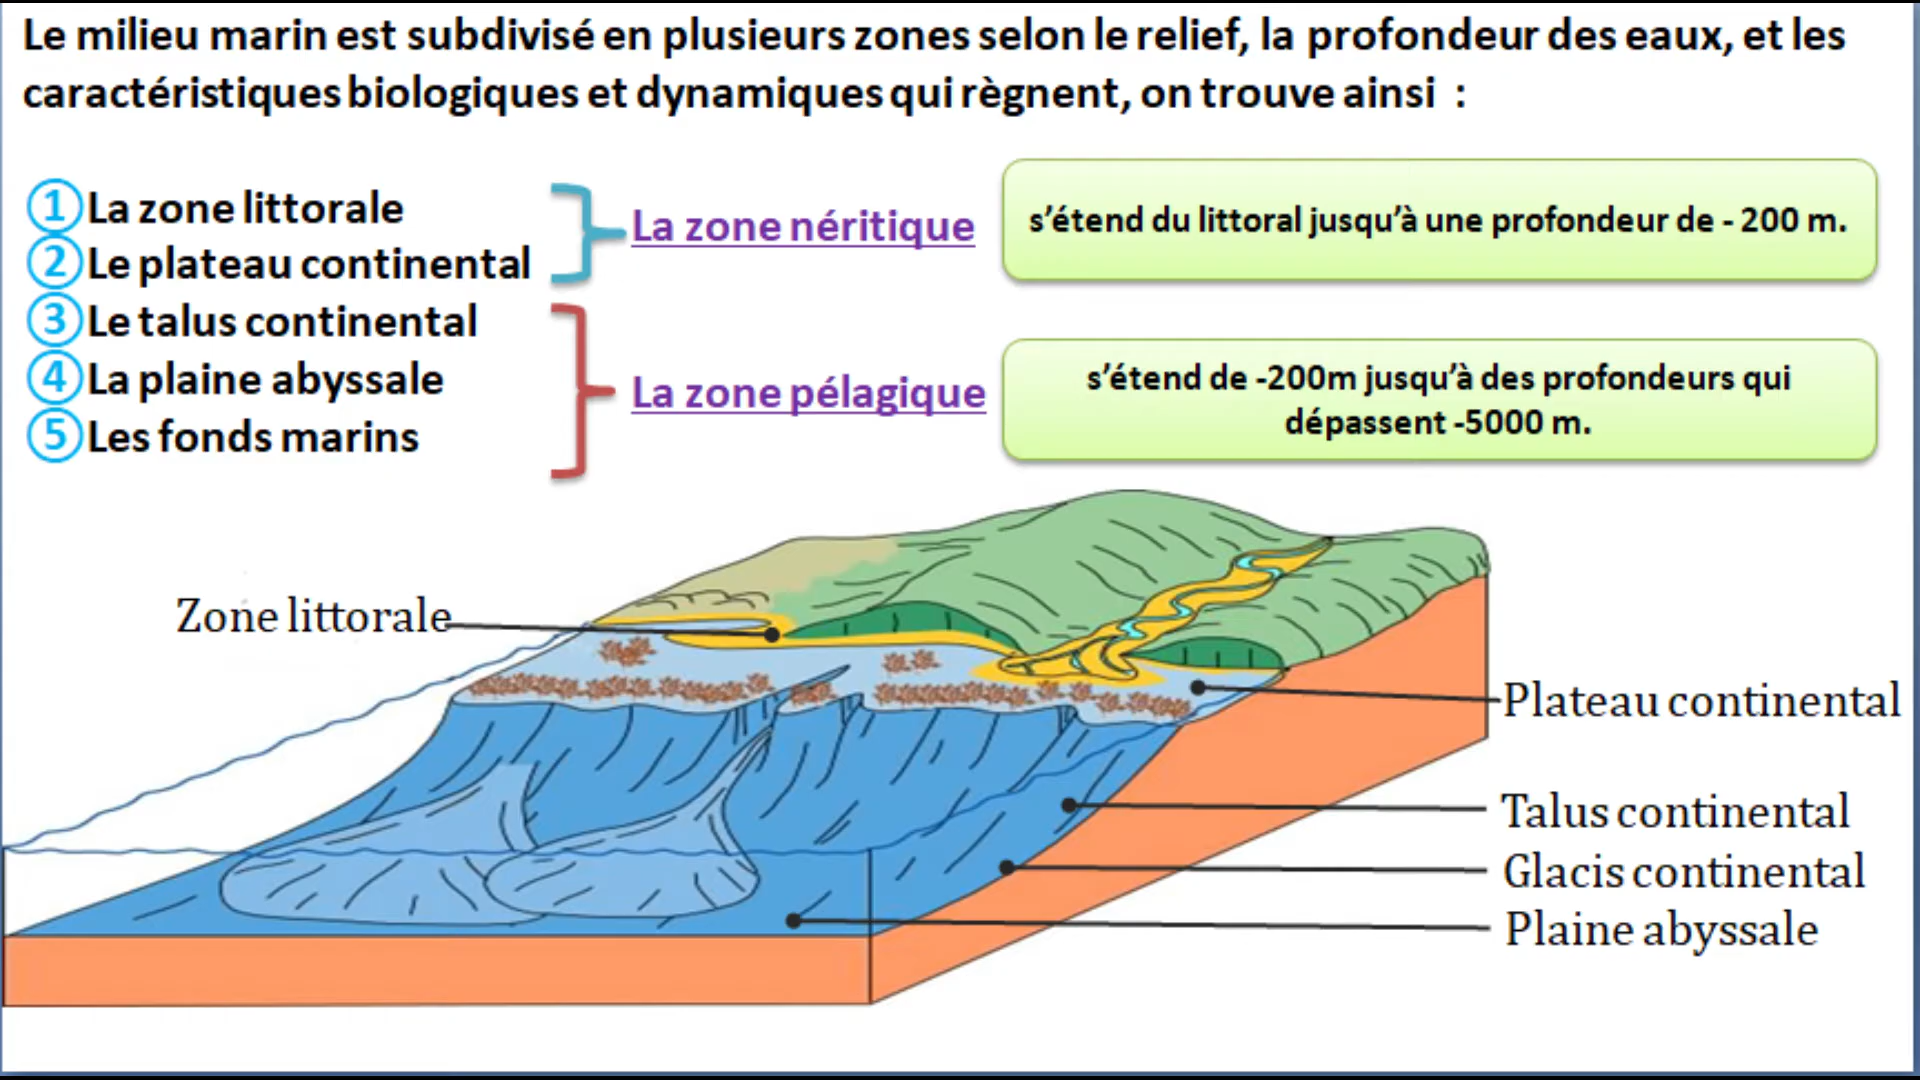 Le milieu marin est subdivisé en plusieurs zones selon le relief, la profondeur des eaux, et les
caractéristiques biologiques et dynamiques qui règnent, on trouve ainsi :
① La zone littorale
② Le plateau continental
③ Le talus continental
④ La plaine abyssale
⑤ Les fonds marins
La zone néritique
s'étend du littoral jusqu'à une profondeur de - 200 m.
La zone pélagique
s'étend de -200m jusqu'à des profondeurs qui
dépassent -5000 m.
Zone littorale
Plateau continental
Talus continental
Glacis continental
Plaine abyssale